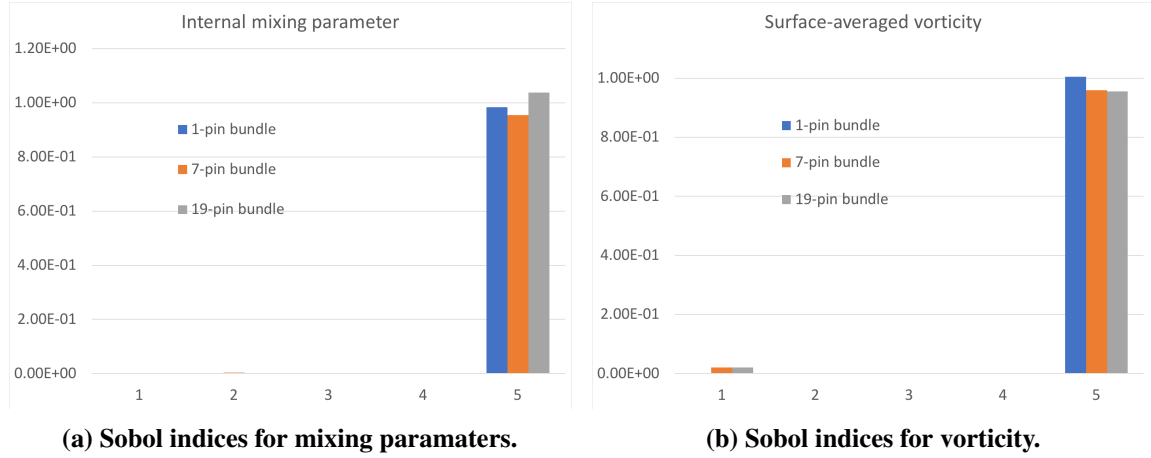 Internal mixing parameter
1.20E+00
1.00E+00
8.00E-01
6.00E-01
4.00E-01
2.00E-01
0.00E+00
1-pin bundle
7-pin bundle
19-pin bundle
1 2 3 4 5
(a) Sobol indices for mixing paramaters.
Surface-averaged vorticity
1.00E+00
8.00E-01
6.00E-01
4.00E-01
2.00E-01
0.00E+00
1-pin bundle
7-pin bundle
19-pin bundle
1 2 3 4 5
(b) Sobol indices for vorticity.